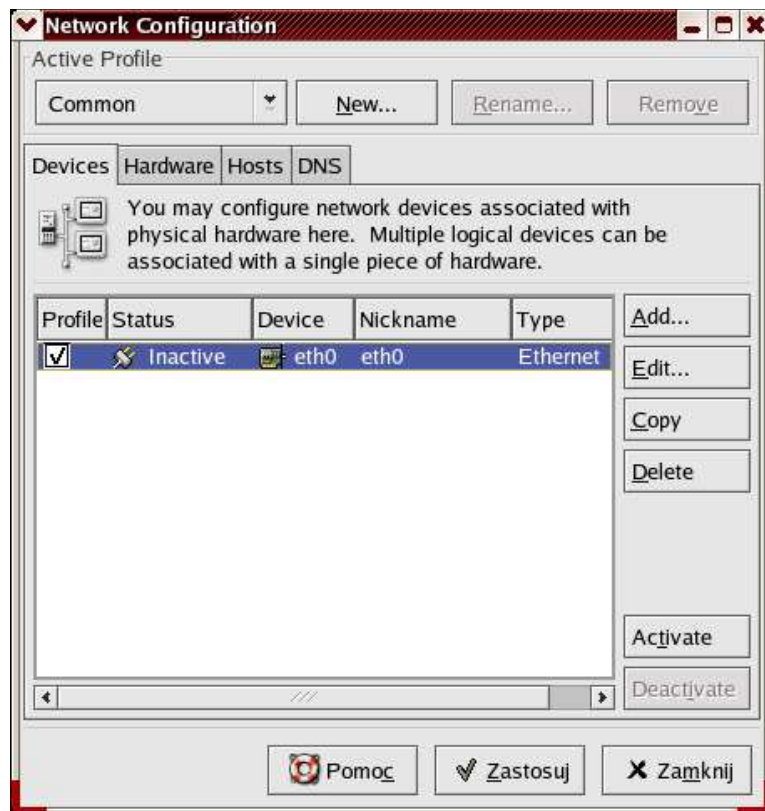 Network Configuration
Active Profile
Common New... Rename... Remove
Devices Hardware Hosts DNS
You may configure network devices associated with
physical hardware here. Multiple logical devices can be
associated with a single piece of hardware.
Profile Status Device Nickname Type
Inactive eth0 eth0 Ethernet
Add...
Edit...
Copy
Delete
Activate
Deactivate
Pomoc Zastosuj Zamknij